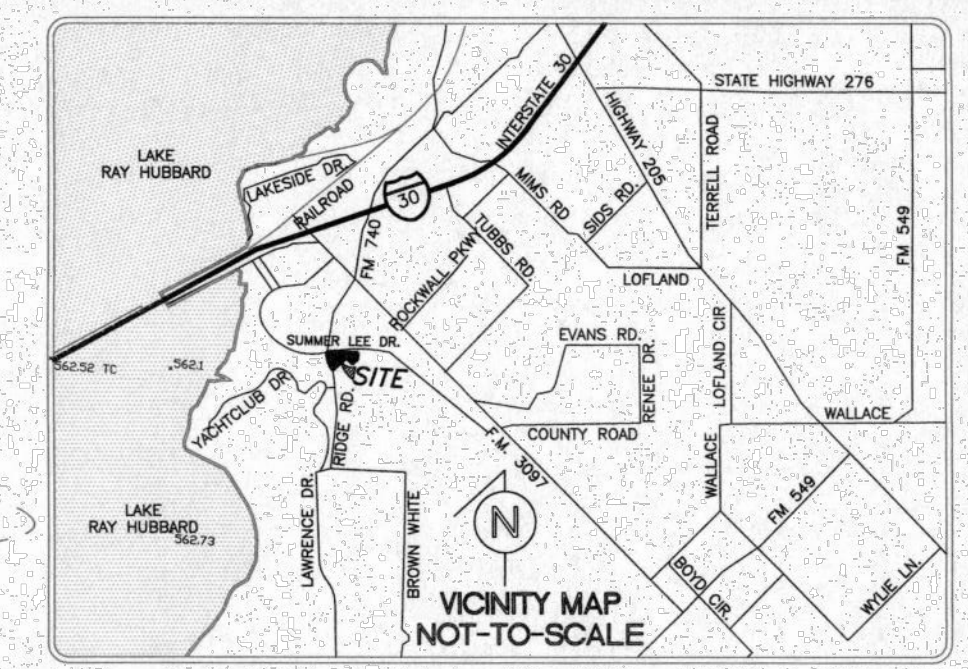 STATE HIGHWAY 276
INTERSTATE 30
HIGHWAY 205
TERRELL ROAD
FM 549
LAKE
RAY HUBBARD
LAKESIDE DR.
RAILROAD
30
MIMS RD
SIDS RD.
TUBBS RD.
FM 740
ROCKWALL PKWY
LOFLAND
SUMMER LEE DR.
EVANS RD.
RENEE DR.
LOFLAND CIR
562.52 TC
562.1
SITE
YACHTCLUB DR.
RIDGE RD.
WALLACE
COUNTY ROAD
F.M. 3097
WALLACE
FM 549
LAKE
RAY HUBBARD
562.73
LAWRENCE DR.
BROWN WHITE
N
BOYD CIR.
WYLIE LN.
VICINITY MAP
NOT-TO-SCALE